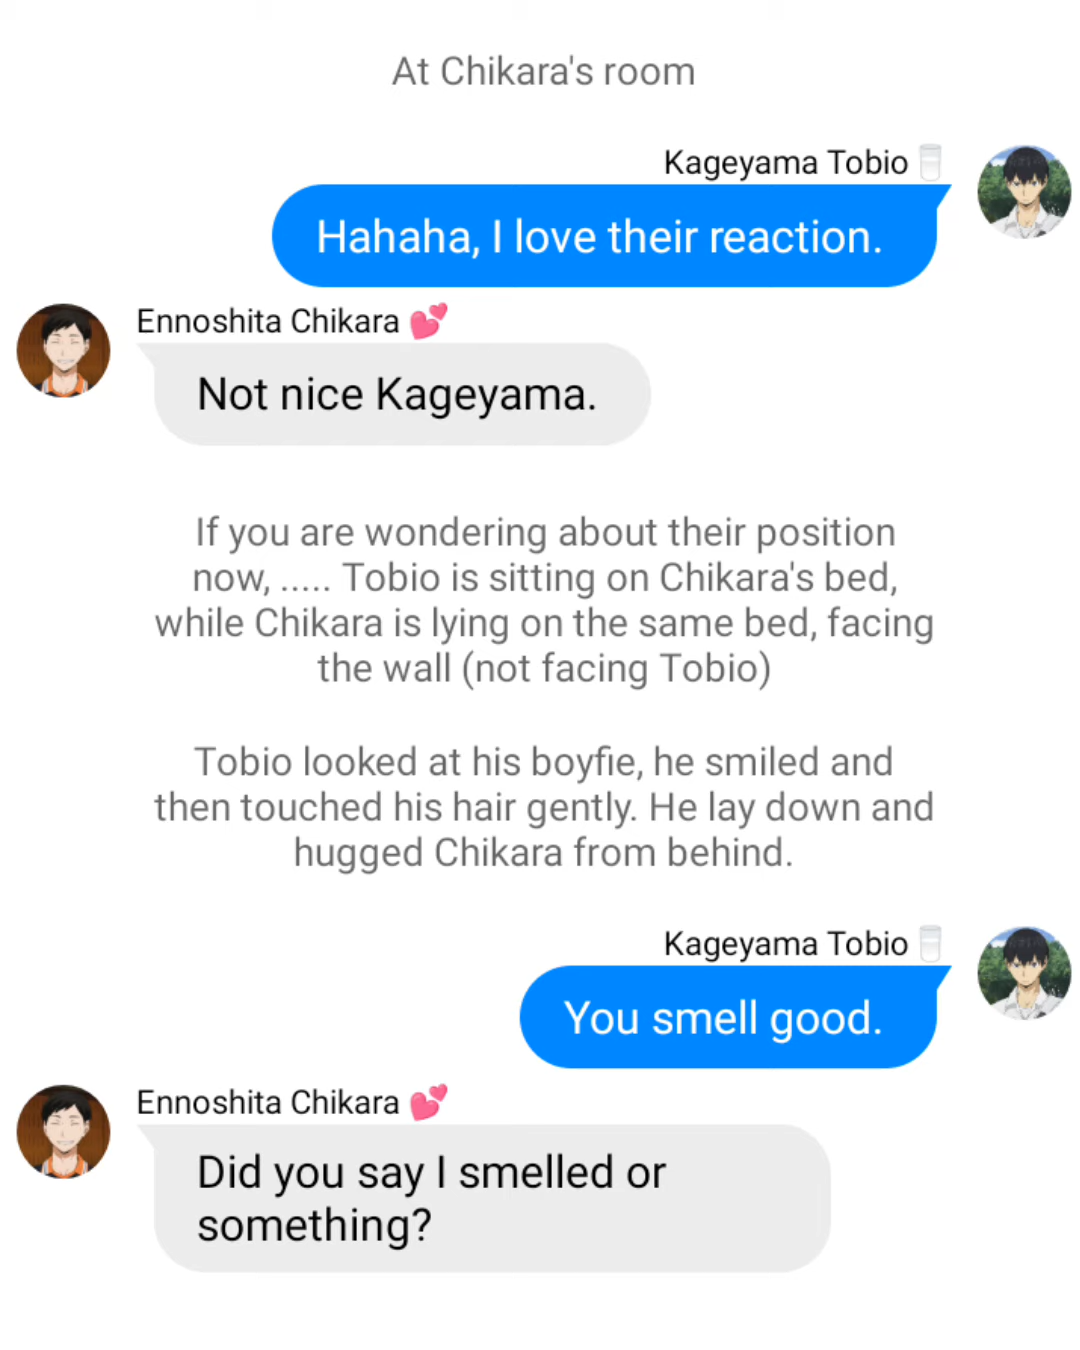 At Chikara's room
Kageyama Tobio🥛
Hahaha, I love their reaction.
Ennoshita Chikara 💕
Not nice Kageyama.
If you are wondering about their position
now, ..... Tobio is sitting on Chikara's bed,
while Chikara is lying on the same bed, facing
the wall (not facing Tobio)
Tobio looked at his boyfie, he smiled and
then touched his hair gently. He lay down and
hugged Chikara from behind.
Kageyama Tobio🥛
You smell good.
Ennoshita Chikara 💕
Did you say I smelled or
something?